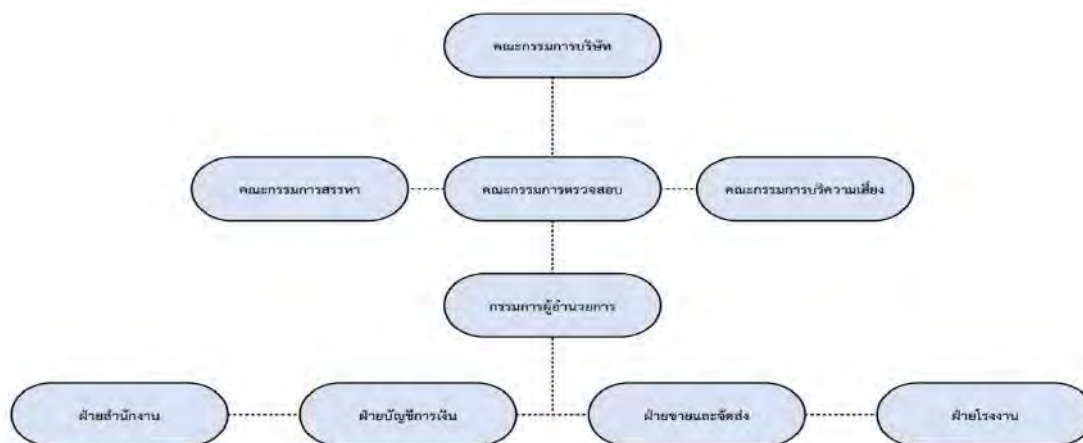 คณะกรรมการบริษัท
คณะกรรมการสรรหา
คณะกรรมการตรวจสอบ
คณะกรรมการบริความเสี่ยง
กรรมการผู้อำนวยการ
ฝ่ายสำนักงาน
ฝ่ายบัญชีการเงิน
ฝ่ายขายและจัดส่ง
ฝ่ายโรงงาน